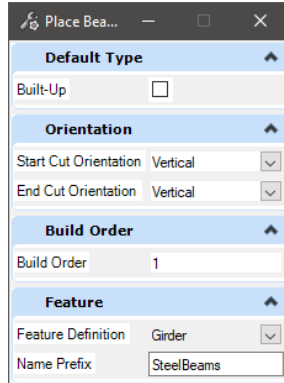 Place Bea...
Default Type
Built-Up
Orientation
Start Cut Orientation Vertical
End Cut Orientation Vertical
Build Order
Build Order 1
Feature
Feature Definition Girder
Name Prefix SteelBeams